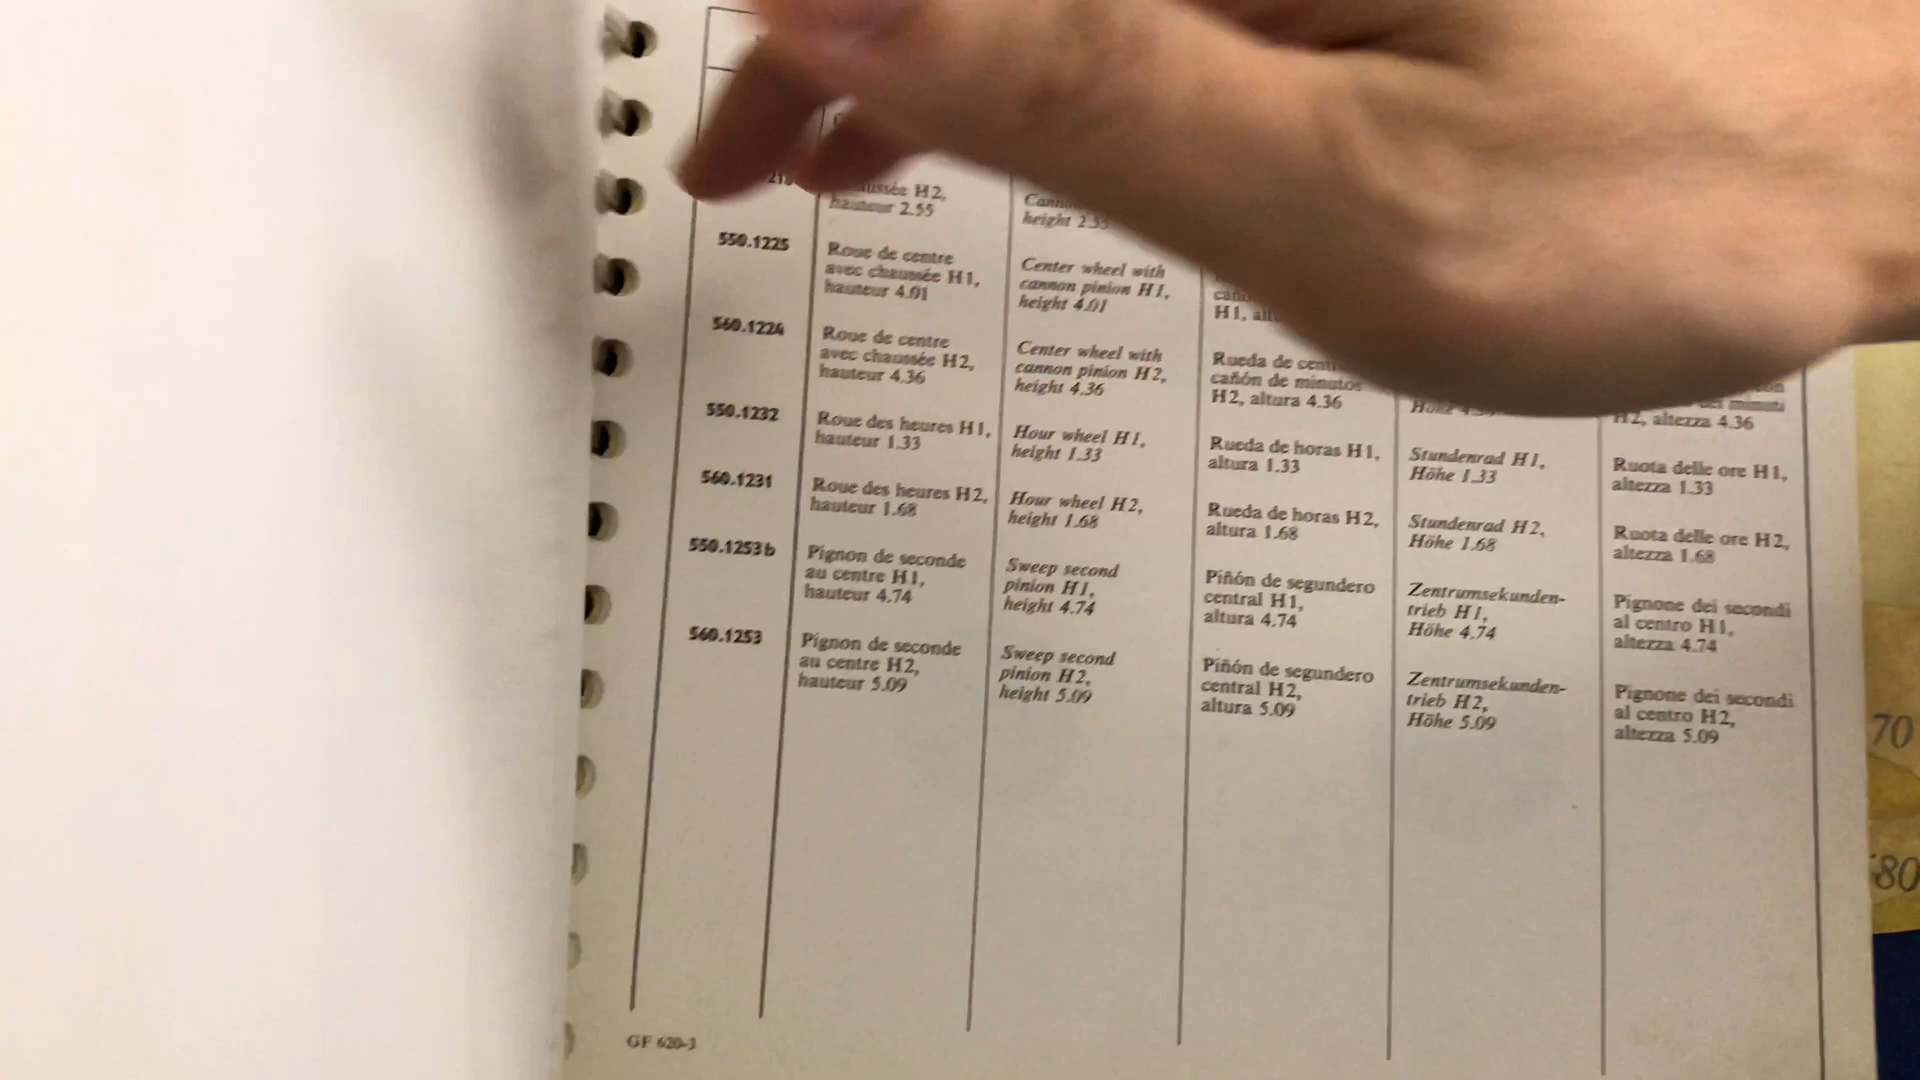 ussée H2,
hauteur 2.55
height 2.55
550.1225
Roue de centre
avec chaussée H1,
hauteur 4.01
Center wheel with
cannon pinion H1,
height 4.01
H1,
560.1224
Roue de centre
avec chaussée H2,
hauteur 4.36
Center wheel with
cannon pinion H2,
height 4.36
Rueda de
cañón de minutos
H2, altura 4.36
H2, altezza 4.36
550.1232
Roue des heures H1,
hauteur 1.33
Hour wheel H1,
height 1.33
Rueda de horas H1,
altura 1.33
Stundenrad H1,
Höhe 1.33
Ruota delle ore H1,
altezza 1.33
560.1231
Roue des heures H2,
hauteur 1.68
Hour wheel H2,
height 1.68
Rueda de horas H2,
altura 1.68
Stundenrad H2,
Höhe 1.68
Ruota delle ore H2,
altezza 1.68
550.1253b
Pignon de seconde
au centre H1,
hauteur 4.74
Sweep second
pinion H1,
height 4.74
Piñón de segundero
central H1,
altura 4.74
Zentrumsekunden-
trieb H1,
Höhe 4.74
Pignone dei secondi
al centro H1,
altezza 4.74
560.1253
Pignon de seconde
au centre H2,
hauteur 5.09
Sweep second
pinion H2,
height 5.09
Piñón de segundero
central H2,
altura 5.09
Zentrumsekunden-
trieb H2,
Höhe 5.09
Pignone dei secondi
al centro H2,
altezza 5.09
70
80
GF 620-3